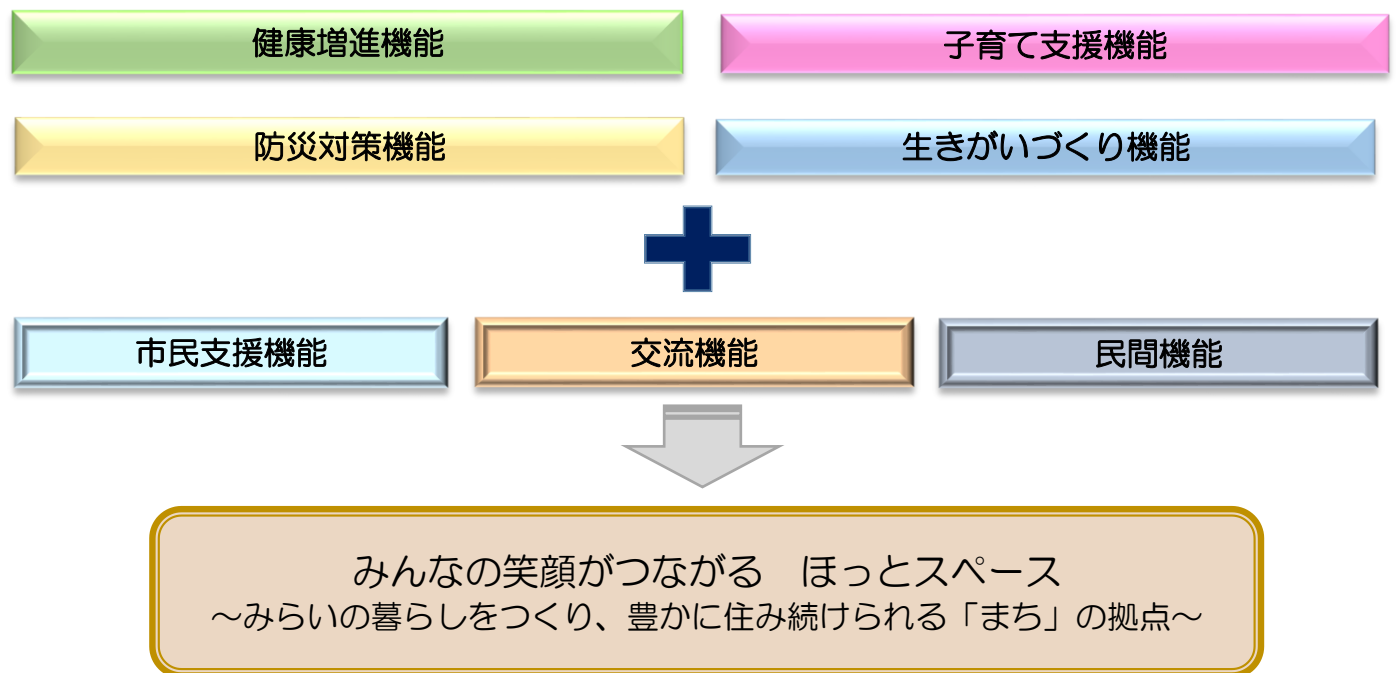 健康増進機能
子育て支援機能
防災対策機能
生きがいづくり機能
市民支援機能
交流機能
民間機能
みんなの笑顔がつながる　ほっとスペース
～みらいの暮らしをつくり、豊かに住み続けられる「まち」の拠点～